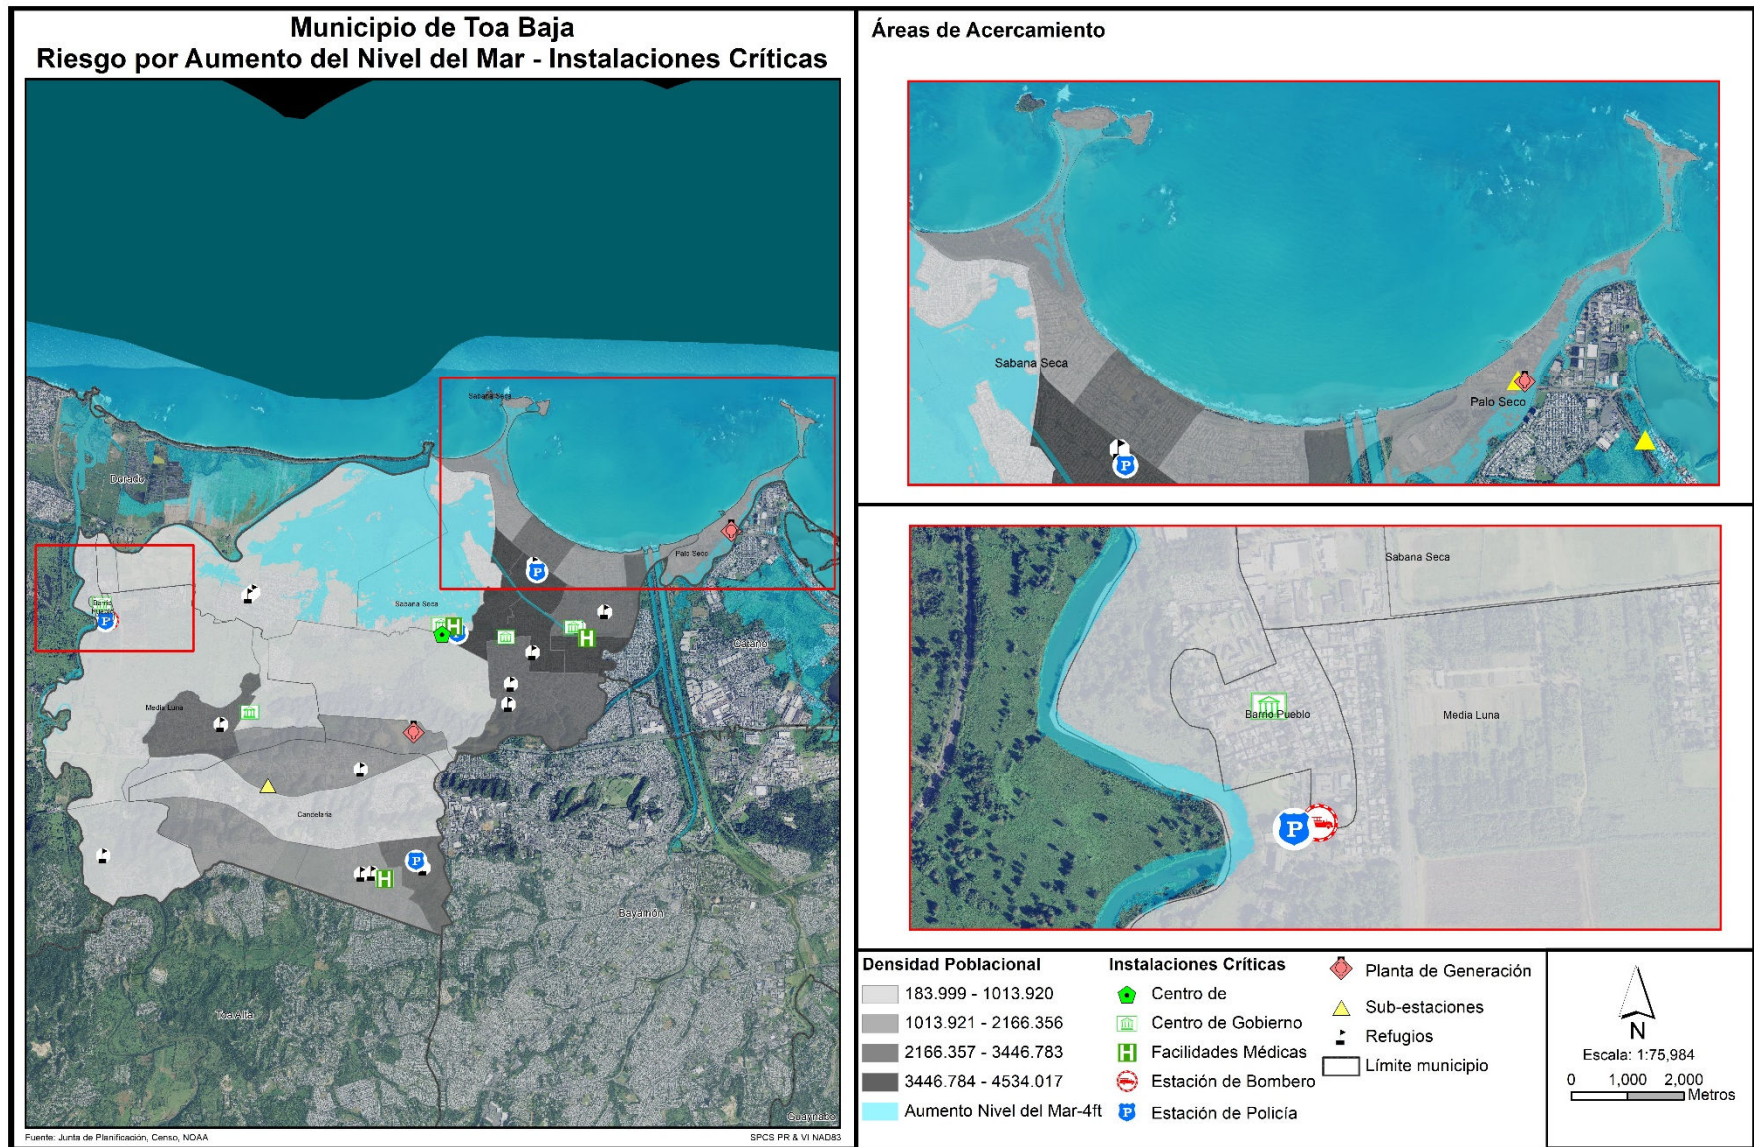 Municipio de Toa Baja
Riesgo por Aumento del Nivel del Mar - Instalaciones Críticas
Sabana Seca
Dorado
Palo Seco
Barrio
Pueblo
Sabana Seca
Cataño
Media Luna
Candelaria
Bayamón
Toa Alta
Guaynabo
Fuente: Junta de Planificación, Censo, NOAA
SPCS PR & VI NAD83
Áreas de Acercamiento
Sabana Seca
Palo Seco
Sabana Seca
Barrio Pueblo
Media Luna
Densidad Poblacional
183.999 - 1013.920
1013.921 - 2166.356
2166.357 - 3446.783
3446.784 - 4534.017
Aumento Nivel del Mar-4ft
Instalaciones Críticas
Centro de
Centro de Gobierno
Facilidades Médicas
Estación de Bombero
Estación de Policía
Planta de Generación
Sub-estaciones
Refugios
Límite municipio
N
Escala: 1:75,984
0 1,000 2,000
Metros